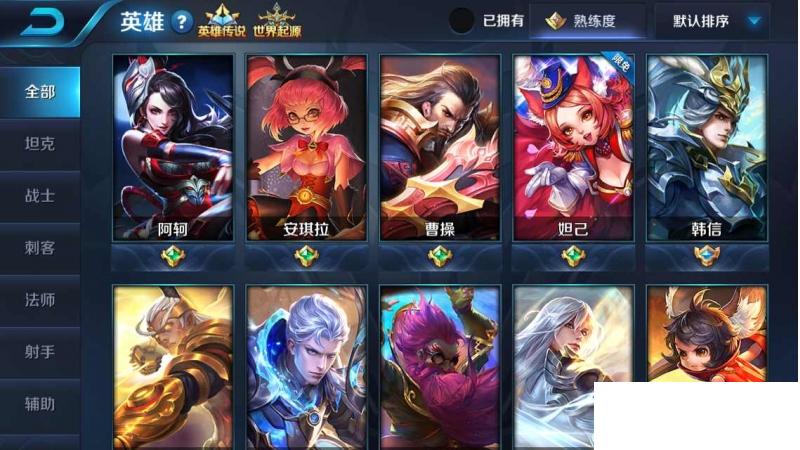 英雄
?
英雄传说
世界起源
已拥有
熟练度
默认排序
全部
坦克
战士
刺客
法师
射手
辅助
限免
阿轲
安琪拉
曹操
妲己
韩信